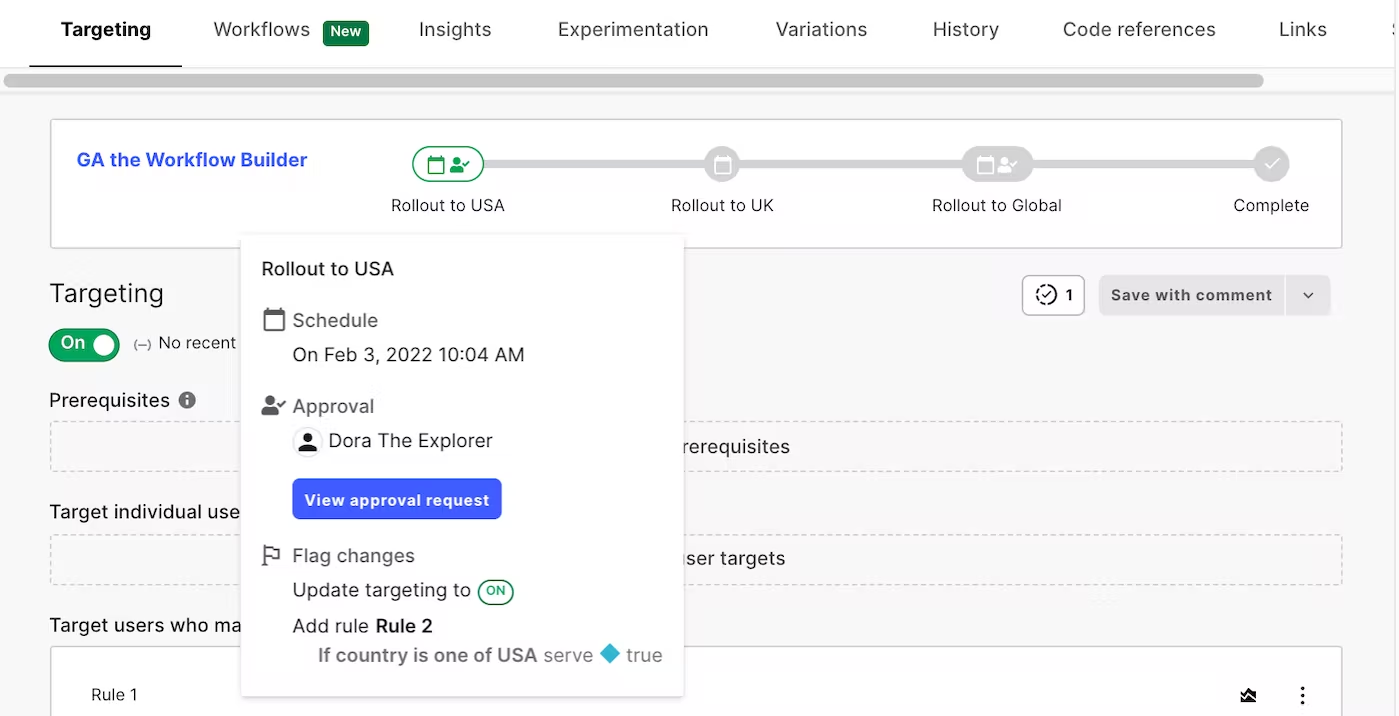 Targeting Workflows New Insights Experimentation Variations History Code references Links
GA the Workflow Builder
Rollout to USA Rollout to UK Rollout to Global Complete
Rollout to USA
Targeting
1 Save with comment
Schedule
On (–) No recent
On Feb 3, 2022 10:04 AM
Prerequisites
Approval
Dora The Explorer
rerequisites
View approval request
Target individual use
Flag changes
ser targets
Update targeting to ON
Target users who ma
Add rule Rule 2
If country is one of USA serve true
Rule 1